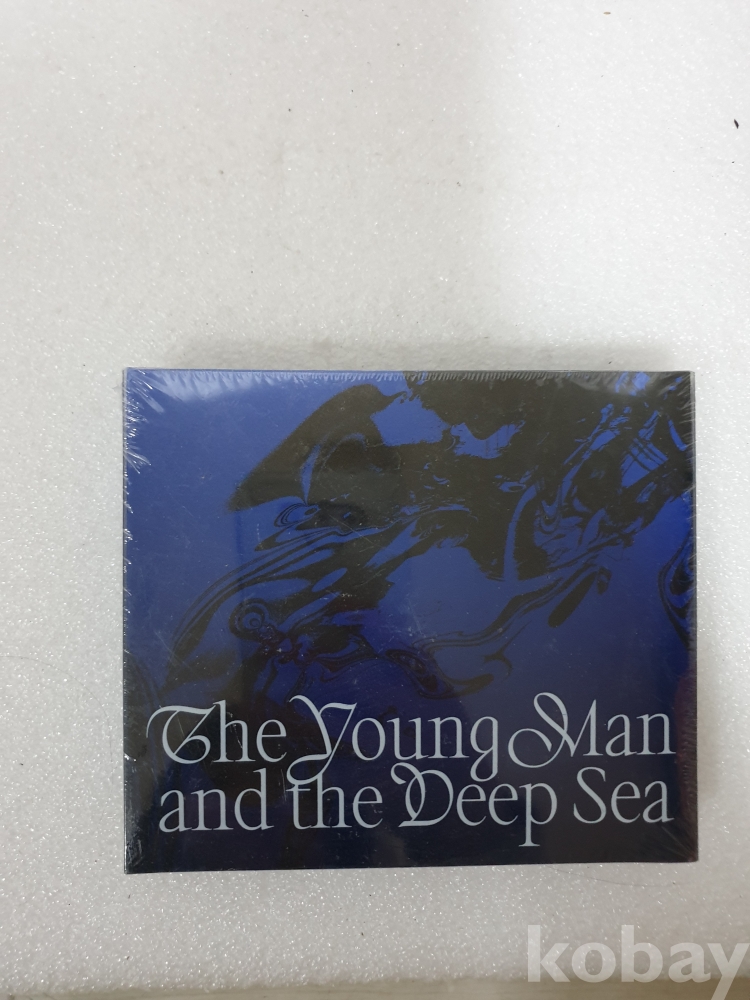 The Young Man
and the Deep Sea
kobay